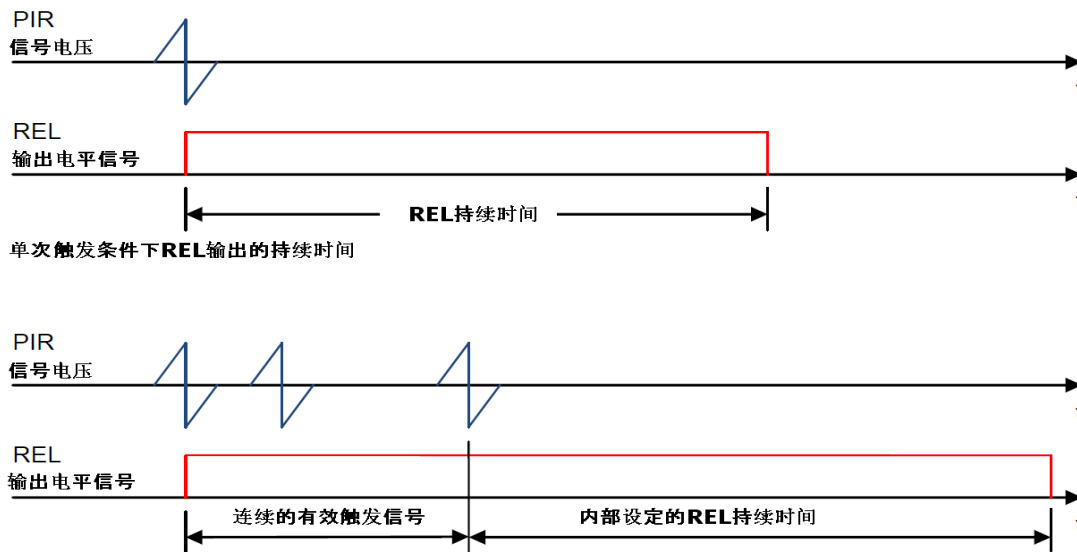 PIR
信号电压
REL
输出电平信号
REL持续时间
单次触发条件下REL输出的持续时间
PIR
信号电压
REL
输出电平信号
连续的有效触发信号
内部设定的REL持续时间